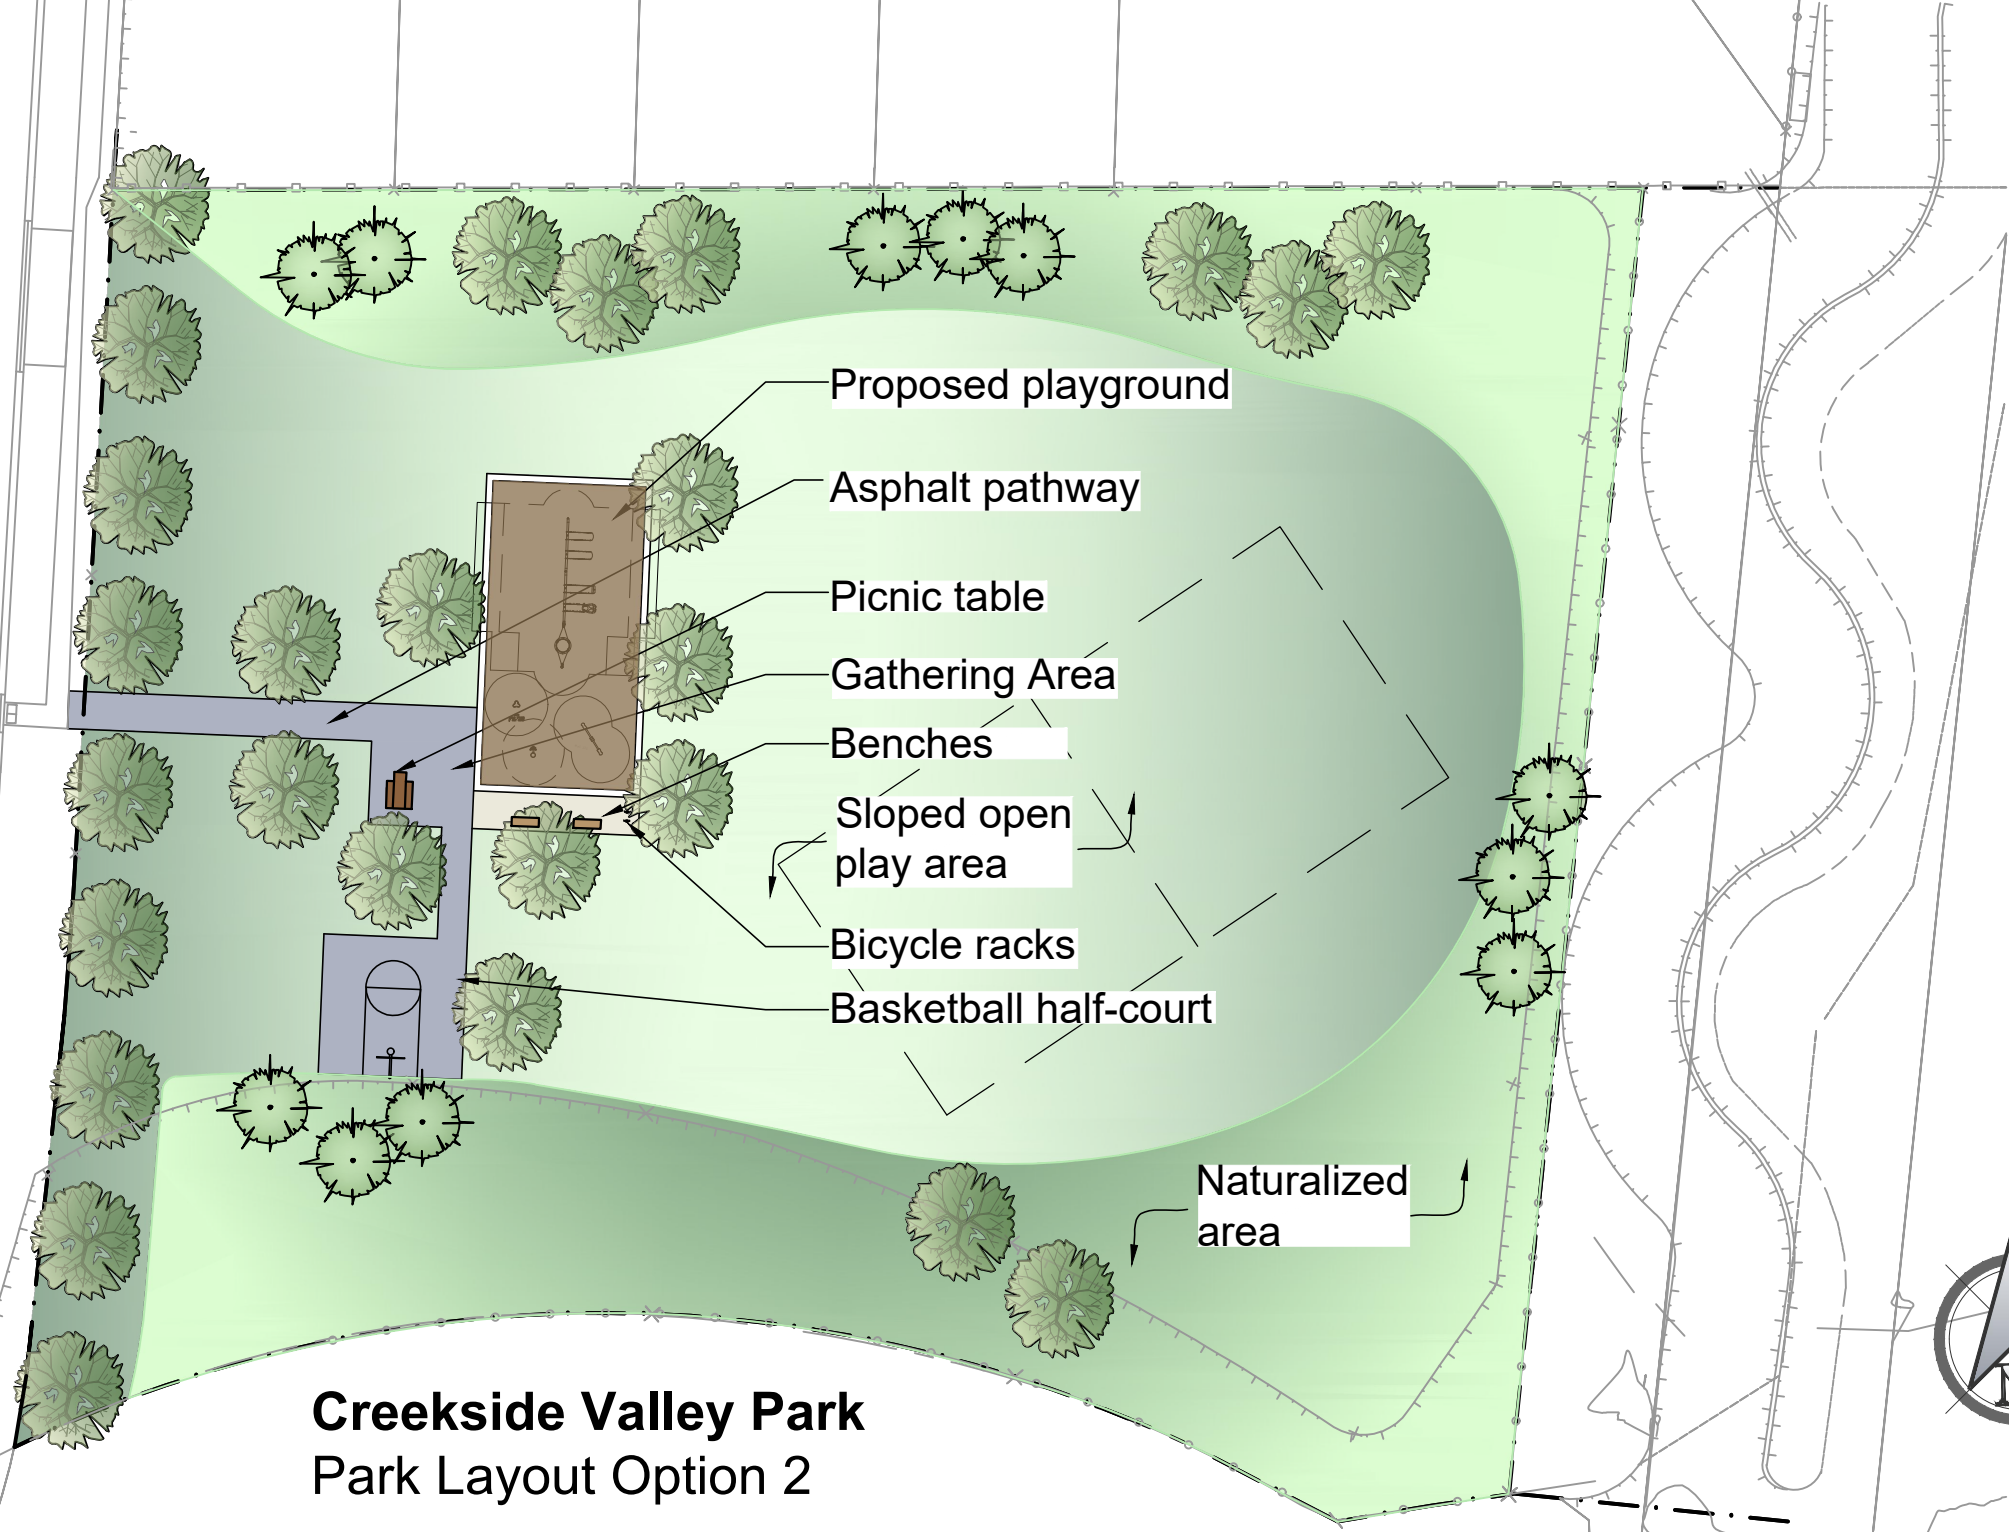 Proposed playground
Asphalt pathway
Picnic table
Gathering Area
Benches
Sloped open
play area
Bicycle racks
Basketball half-court
Naturalized
area
Creekside Valley Park
Park Layout Option 2